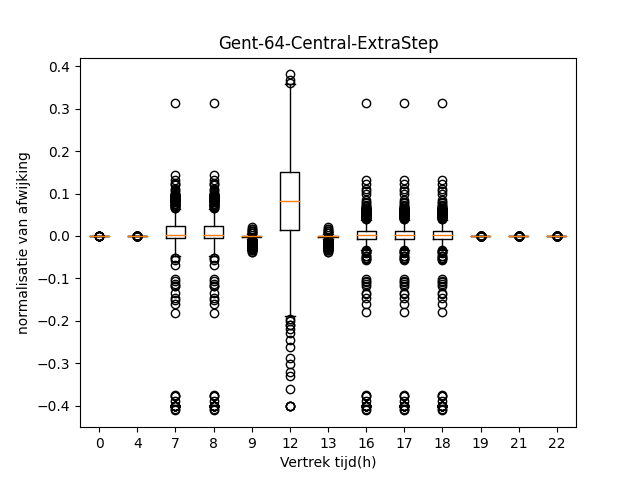 Gent-64-Central-ExtraStep
normalisatie van afwijking
0.4
0.3
0.2
0.1
0.0
−0.1
−0.2
−0.3
−0.4
0 4 7 8 9 12 13 16 17 18 19 21 22
Vertrek tijd(h)